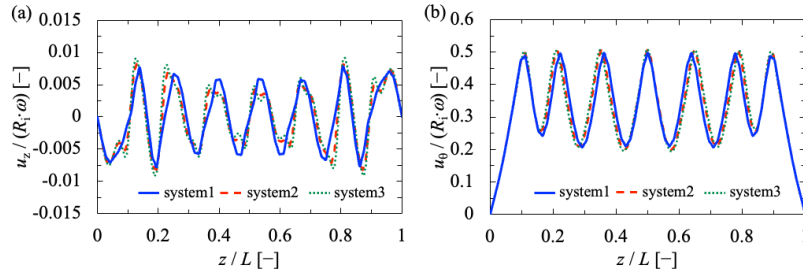 (a)
u_z / (R_i·ω) [–]
0.015
0.01
0.005
0
-0.005
-0.01
-0.015
system1 system2 system3
0 0.2 0.4 0.6 0.8 1
z / L [–]
(b)
u_θ / (R_i·ω) [–]
0.6
0.5
0.4
0.3
0.2
0.1
0
system1 system2 system3
0 0.2 0.4 0.6 0.8 1
z / L [–]